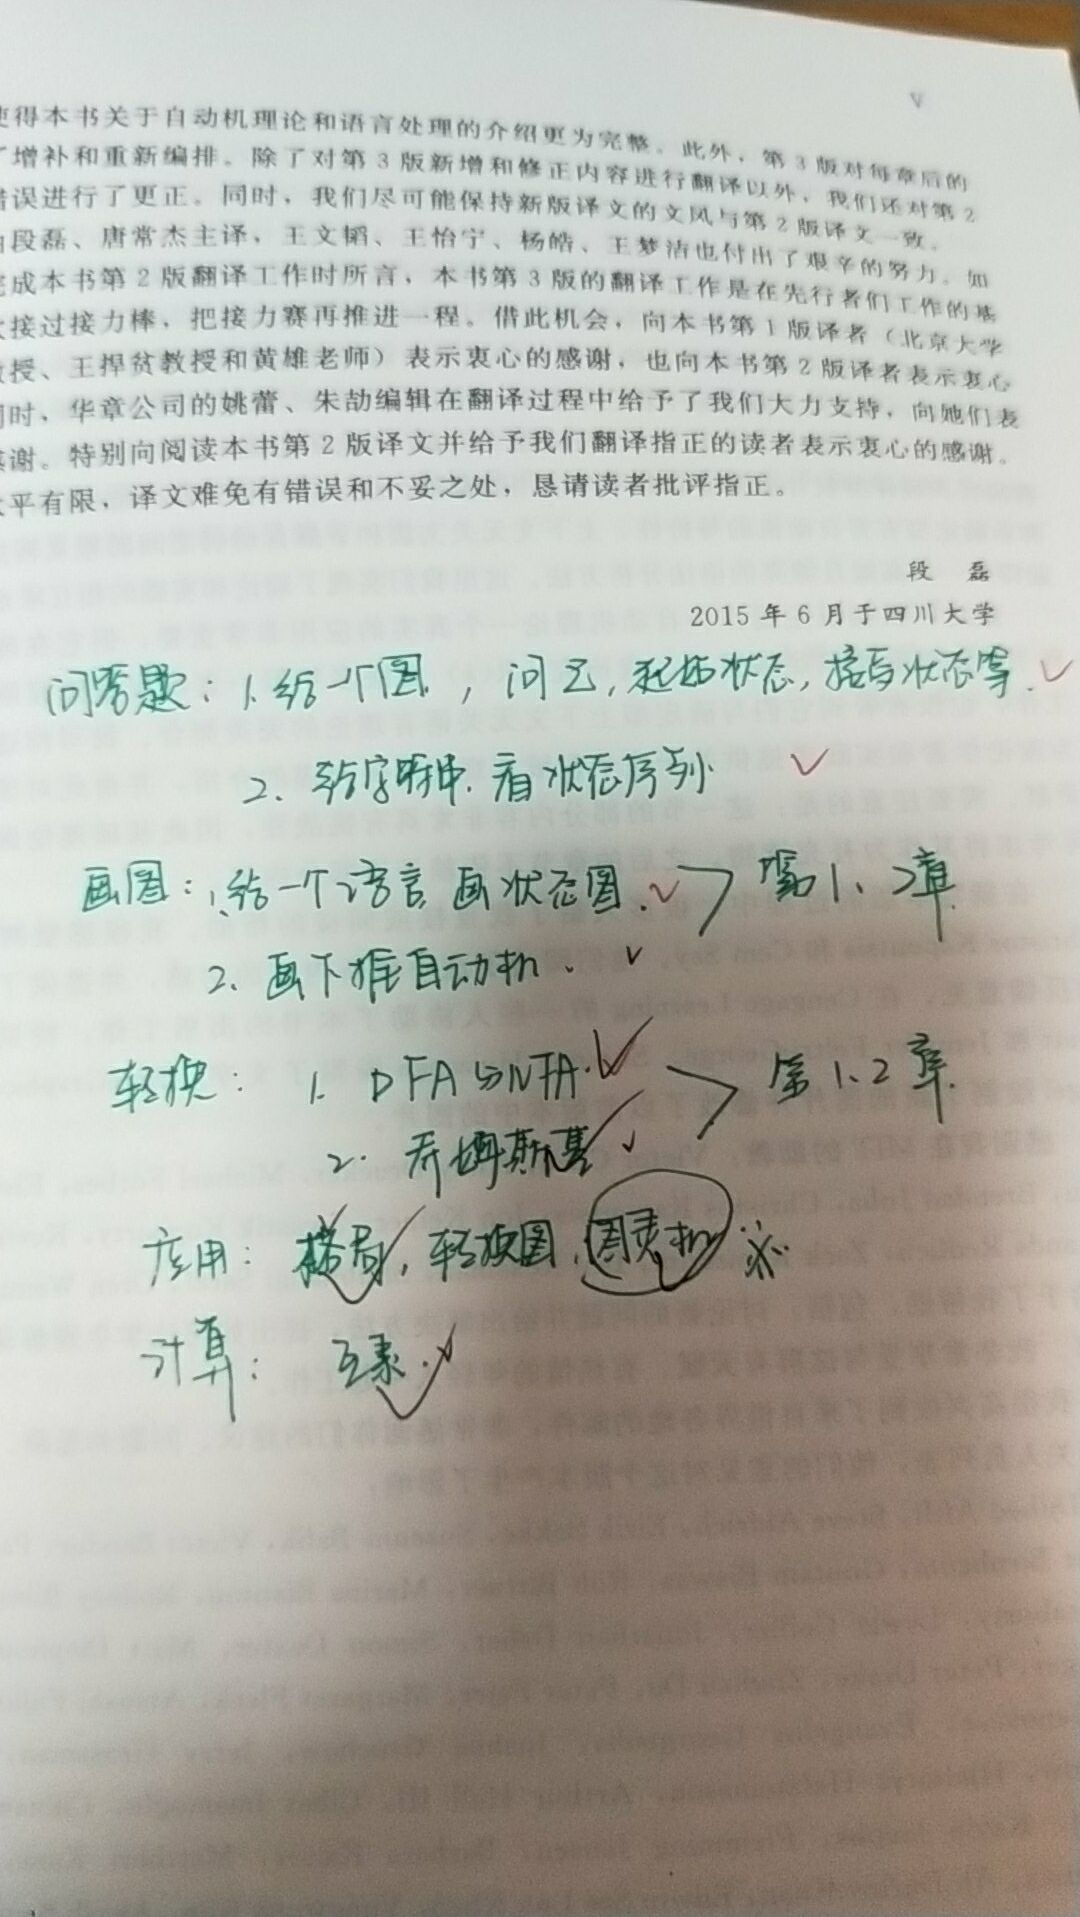 V
使得本书关于自动机理论和语言处理的介绍更为完整。此外，第3版对每章后的
了增补和重新编排。除了对第3版新增和修正内容进行翻译以外，我们还对第2
错误进行了更正。同时，我们尽可能保持新版译文的文风与第2版译文一致。
由段磊、唐常杰主译，王文韬、王怡宁、杨皓、王梦洁也付出了艰辛的努力。如
完成本书第2版翻译工作时所言，本书第3版的翻译工作是在先行者们工作的基
次接过接力棒，把接力赛再推进一程。借此机会，向本书第1版译者（北京大学
教授、王捍贫教授和黄雄老师）表示衷心的感谢，也向本书第2版译者表示衷心
同时，华章公司的姚蕾、朱劼编辑在翻译过程中给予了我们大力支持，向她们表
感谢。特别向阅读本书第2版译文并给予我们翻译指正的读者表示衷心的感谢。
水平有限，译文难免有错误和不妥之处，恳请读者批评指正。
段 磊
2015年6月于四川大学
问答题：1.给一个图，问Σ，起始状态，接受状态等.
2. 给字符串.看状态序列
画图：1.给一个语言,画状态图. 第1、2章.
2. 画下推自动机.
转换：1. DFA与NFA. 第1.2章.
2. 乔姆斯基
应用：格局，转换图，图灵机
计算：互素.